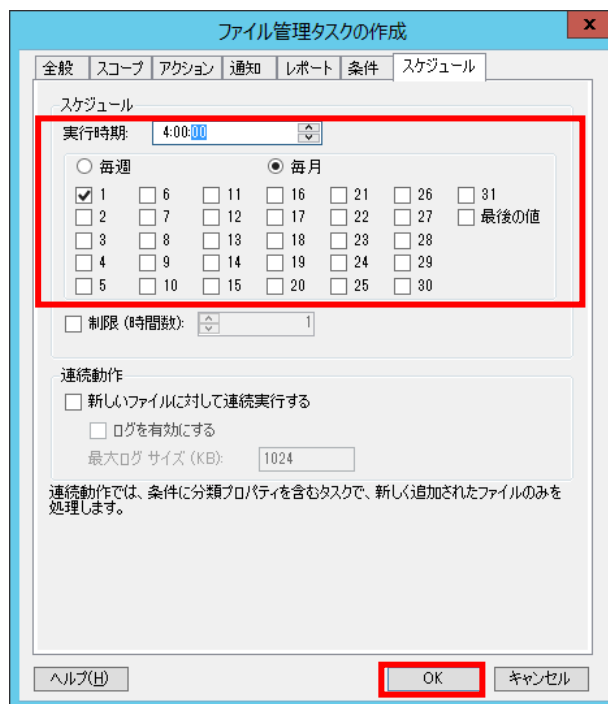 ファイル管理タスクの作成
x
全般 スコープ アクション 通知 レポート 条件 スケジュール
スケジュール
実行時期: 4:00:00
毎週 毎月
1 6 11 16 21 26 31
2 7 12 17 22 27 最後の値
3 8 13 18 23 28
4 9 14 19 24 29
5 10 15 20 25 30
制限 (時間数): 1
連続動作
新しいファイルに対して連続実行する
ログを有効にする
最大ログ サイズ (KB): 1024
連続動作では、条件に分類プロパティを含むタスクで、新しく追加されたファイルのみを
処理します。
ヘルプ(H) OK キャンセル